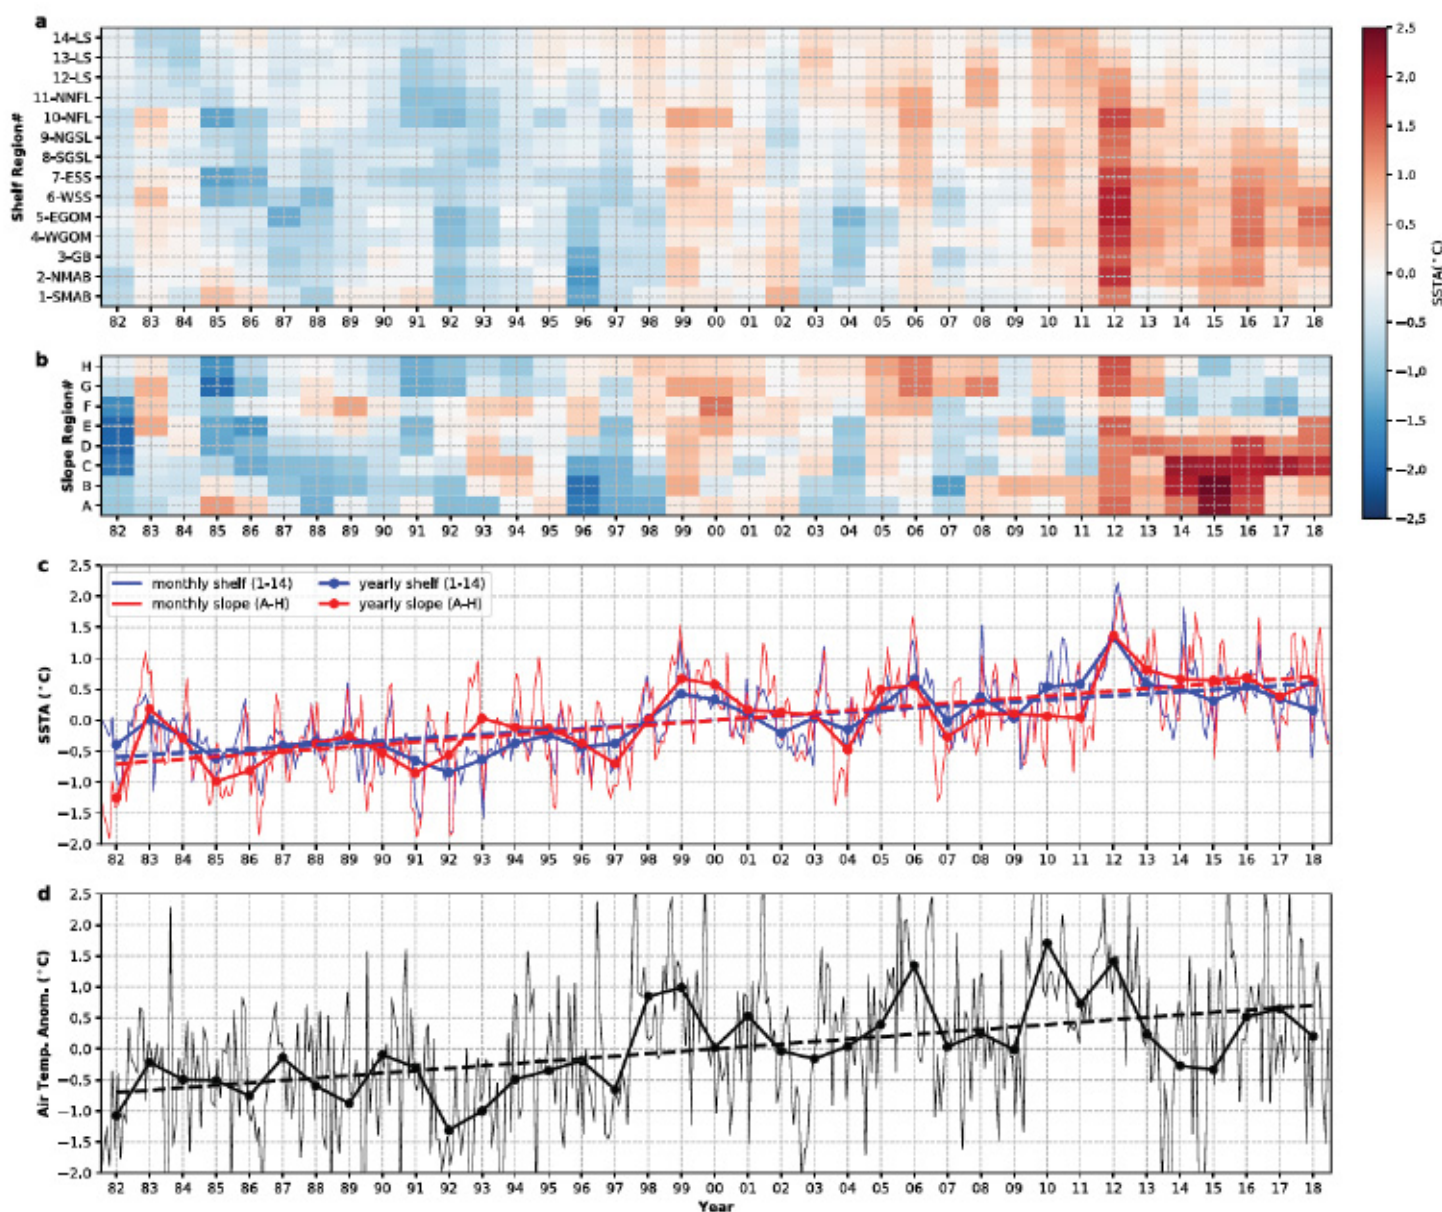 a
Shelf Region#
14-LS
13-LS
12-LS
11-NNFL
10-NFL
9-NGSL
8-SGSL
7-ESS
6-WSS
5-EGOM
4-WGOM
3-GB
2-NMAB
1-SMAB
82 83 84 85 86 87 88 89 90 91 92 93 94 95 96 97 98 99 00 01 02 03 04 05 06 07 08 09 10 11 12 13 14 15 16 17 18
2.5
2.0
1.5
1.0
0.5
0.0
−0.5
−1.0
−1.5
−2.0
−2.5
SSTA(°C)
b
Slope Region#
H
G
F
E
D
C
B
A
82 83 84 85 86 87 88 89 90 91 92 93 94 95 96 97 98 99 00 01 02 03 04 05 06 07 08 09 10 11 12 13 14 15 16 17 18
c
SSTA (°C)
2.5
2.0
1.5
1.0
0.5
0.0
−0.5
−1.0
−1.5
−2.0
monthly shelf (1-14) yearly shelf (1-14)
monthly slope (A-H) yearly slope (A-H)
82 83 84 85 86 87 88 89 90 91 92 93 94 95 96 97 98 99 00 01 02 03 04 05 06 07 08 09 10 11 12 13 14 15 16 17 18
d
Air Temp. Anom. (°C)
2.5
2.0
1.5
1.0
0.5
0.0
−0.5
−1.0
−1.5
−2.0
82 83 84 85 86 87 88 89 90 91 92 93 94 95 96 97 98 99 00 01 02 03 04 05 06 07 08 09 10 11 12 13 14 15 16 17 18
Year